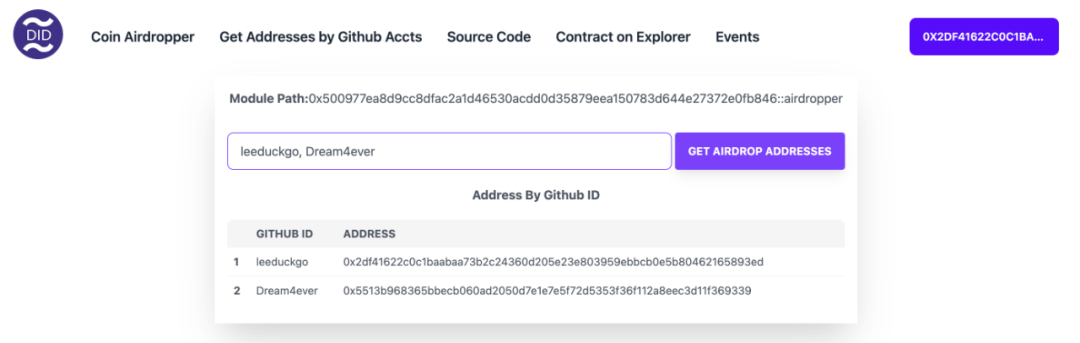 DID
Coin Airdropper Get Addresses by Github Accts Source Code Contract on Explorer Events 0X2DF41622C0C1BA...
Module Path:0x500977ea8d9cc8dfac2a1d46530acdd0d35879eea150783d644e27372e0fb846::airdropper
leeduckgo, Dream4ever GET AIRDROP ADDRESSES
Address By Github ID
GITHUB ID ADDRESS
1 leeduckgo 0x2df41622c0c1baabaa73b2c24360d205e23e803959ebbcb0e5b80462165893ed
2 Dream4ever 0x5513b968365bbecb060ad2050d7e1e7e5f72d5353f36f112a8eec3d11f369339